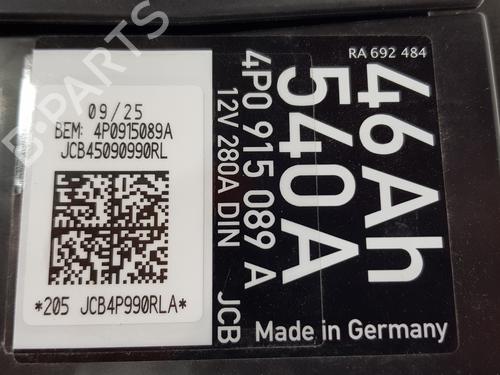 09/25
BEM: 4P0915089A
JCB45090990RL
*205 JCB4P990RLA*
RA 692 484
46Ah
540A
4P0 915 089 A
12V 280A DIN JCB
Made in Germany
B-PARTS